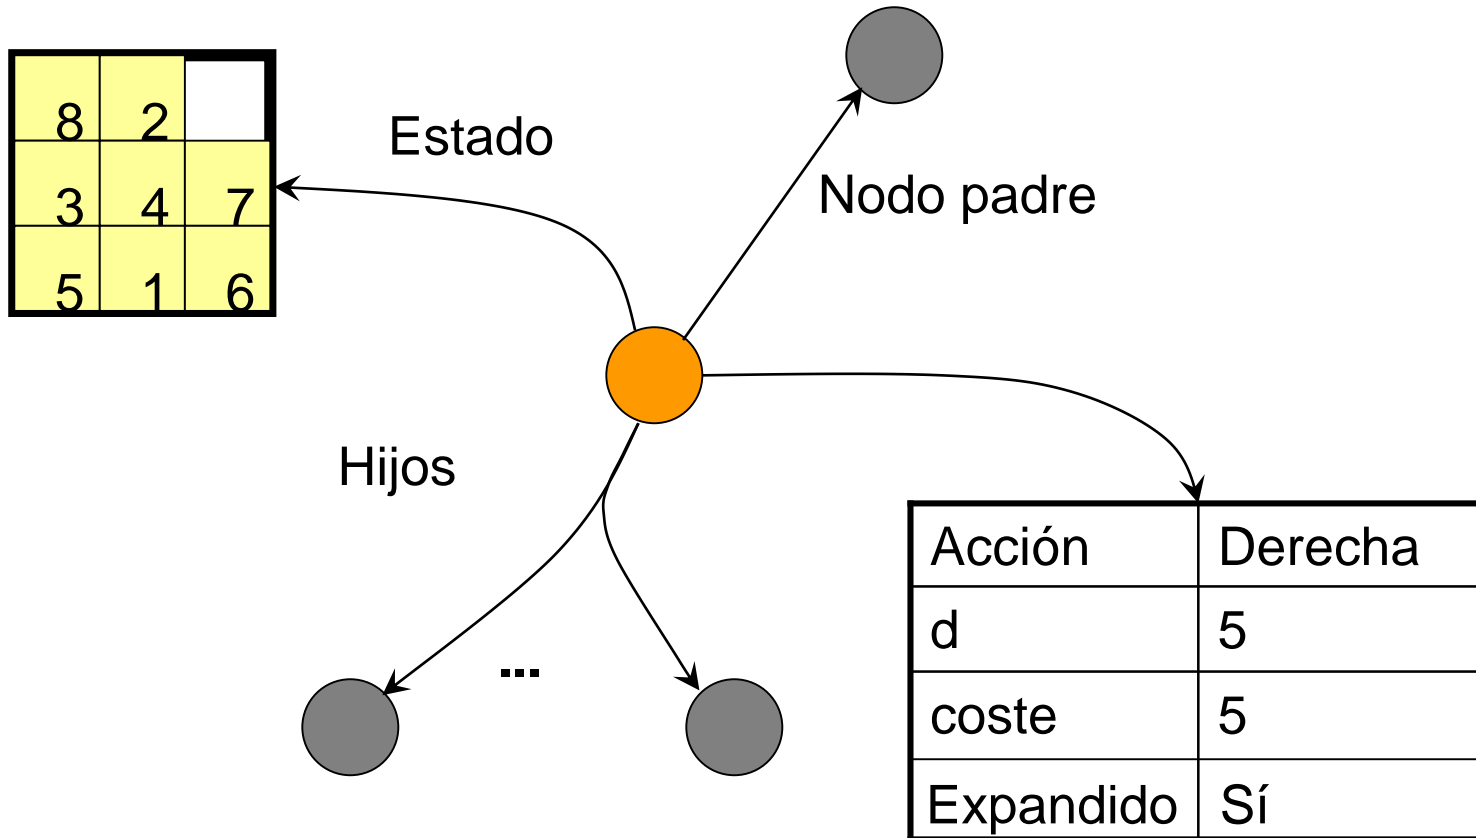 8 2
3 4 7
5 1 6
Estado
Nodo padre
Hijos
...
Acción Derecha
d 5
coste 5
Expandido Sí